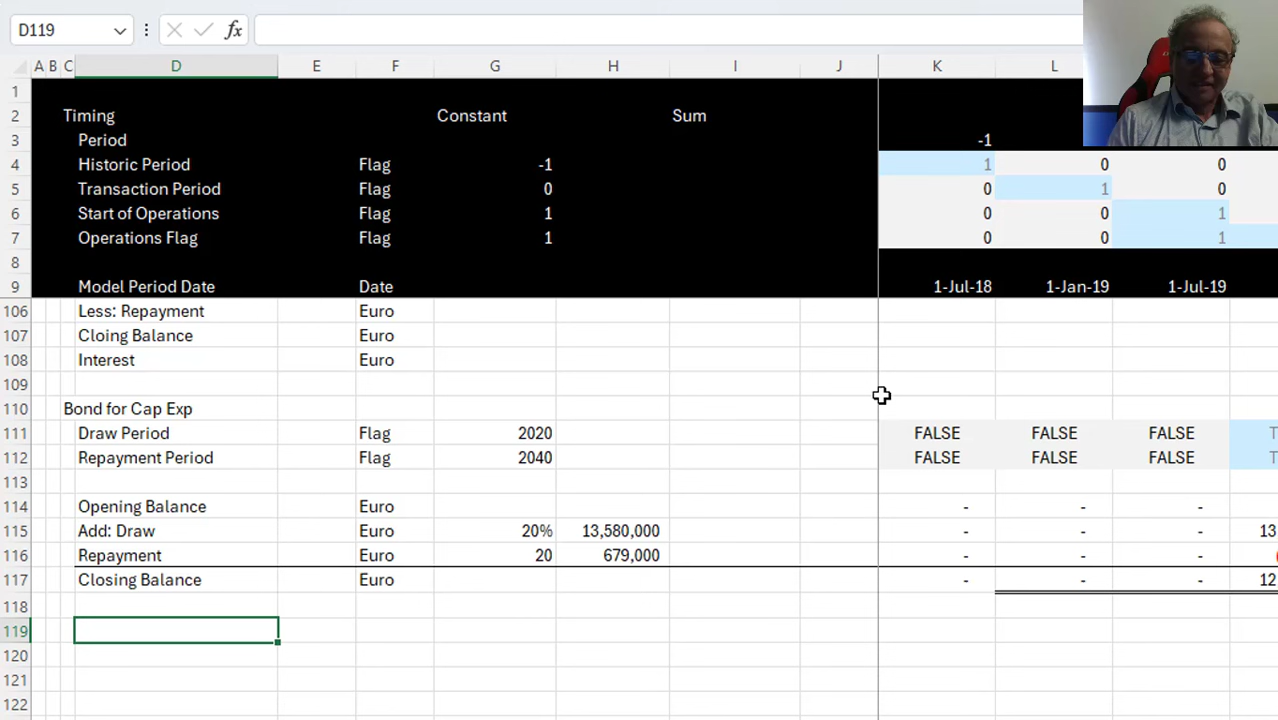 D119 fx
A B C D E F G H I J K L
1
2 Timing Constant Sum
3 Period -1
4 Historic Period Flag -1 1 0 0
5 Transaction Period Flag 0 0 1 0
6 Start of Operations Flag 1 0 0 1
7 Operations Flag Flag 1 0 0 1
8
9 Model Period Date Date 1-Jul-18 1-Jan-19 1-Jul-19
106 Less: Repayment Euro
107 Cloing Balance Euro
108 Interest Euro
109
110 Bond for Cap Exp
111 Draw Period Flag 2020 FALSE FALSE FALSE T
112 Repayment Period Flag 2040 FALSE FALSE FALSE T
113
114 Opening Balance Euro - - -
115 Add: Draw Euro 20% 13,580,000 - - - 13
116 Repayment Euro 20 679,000 - - - (
117 Closing Balance Euro - - - 12
118
119
120
121
122